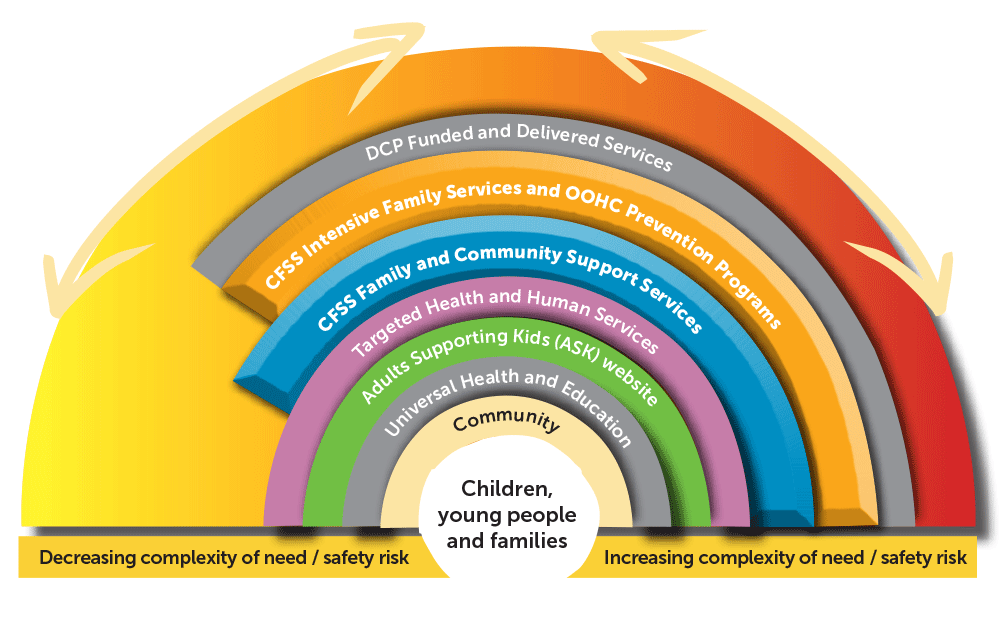 DCP Funded and Delivered Services
CFSS Intensive Family Services and OOHC Prevention Programs
CFSS Family and Community Support Services
Targeted Health and Human Services
Adults Supporting Kids (ASK) website
Universal Health and Education
Community
Children,
young people
and families
Decreasing complexity of need / safety risk
Increasing complexity of need / safety risk